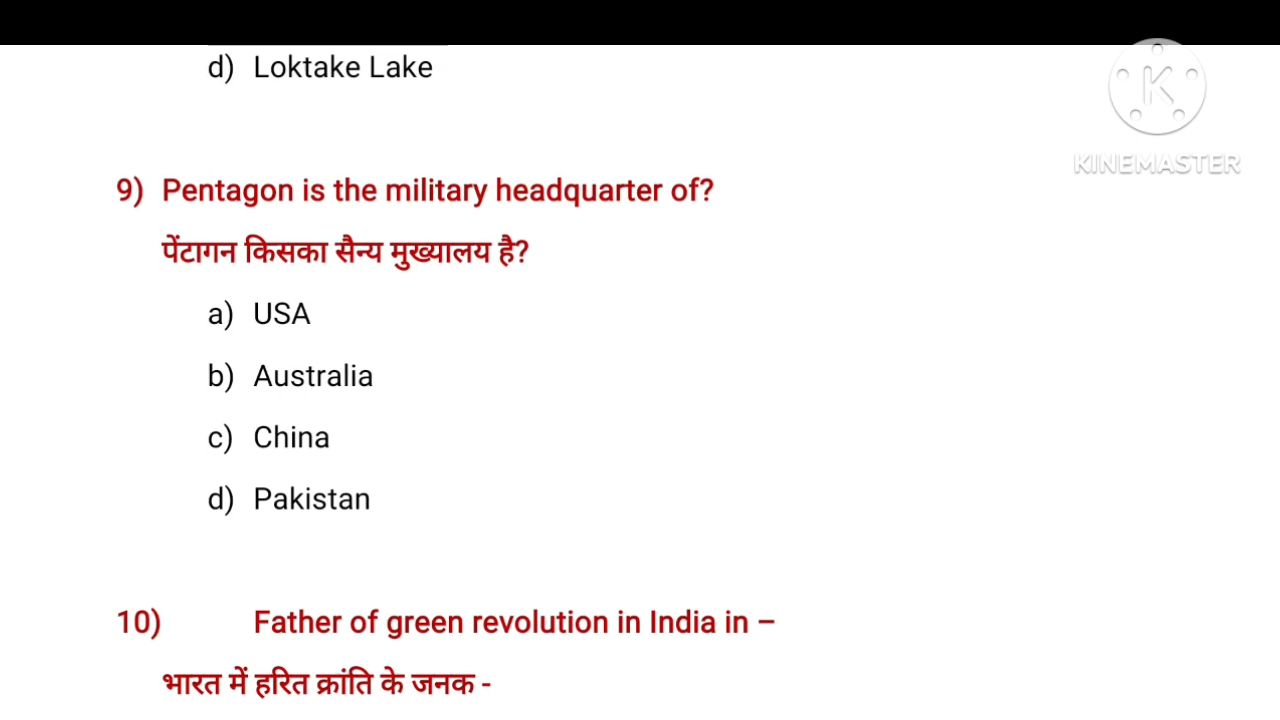 d) Loktake Lake
K
KINEMASTER
9) Pentagon is the military headquarter of?
पेंटागन किसका सैन्य मुख्यालय है?
a) USA
b) Australia
c) China
d) Pakistan
10) Father of green revolution in India in –
भारत में हरित क्रांति के जनक -